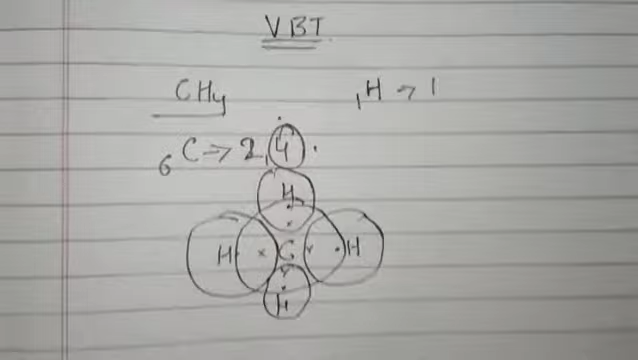 VBT
CH4 ₁H → 1
₆C ⇒ 2,4
H
H C H
H